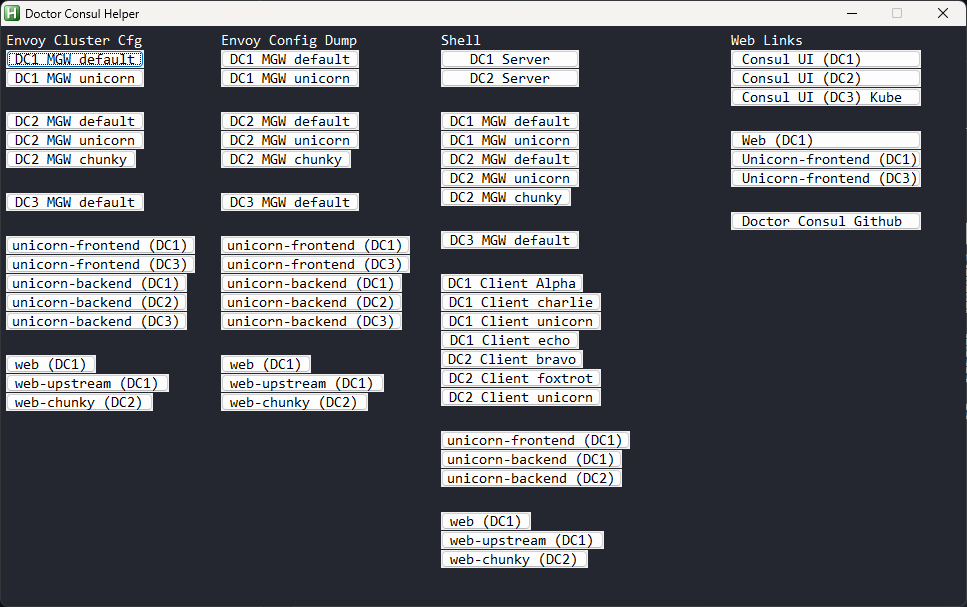 Doctor Consul Helper
Envoy Cluster Cfg
DC1 MGW default
DC1 MGW unicorn
DC2 MGW default
DC2 MGW unicorn
DC2 MGW chunky
DC3 MGW default
unicorn-frontend (DC1)
unicorn-frontend (DC3)
unicorn-backend (DC1)
unicorn-backend (DC2)
unicorn-backend (DC3)
web (DC1)
web-upstream (DC1)
web-chunky (DC2)
Envoy Config Dump
DC1 MGW default
DC1 MGW unicorn
DC2 MGW default
DC2 MGW unicorn
DC2 MGW chunky
DC3 MGW default
unicorn-frontend (DC1)
unicorn-frontend (DC3)
unicorn-backend (DC1)
unicorn-backend (DC2)
unicorn-backend (DC3)
web (DC1)
web-upstream (DC1)
web-chunky (DC2)
Shell
DC1 Server
DC2 Server
DC1 MGW default
DC1 MGW unicorn
DC2 MGW default
DC2 MGW unicorn
DC2 MGW chunky
DC3 MGW default
DC1 Client Alpha
DC1 Client charlie
DC1 Client unicorn
DC1 Client echo
DC2 Client bravo
DC2 Client foxtrot
DC2 Client unicorn
unicorn-frontend (DC1)
unicorn-backend (DC1)
unicorn-backend (DC2)
web (DC1)
web-upstream (DC1)
web-chunky (DC2)
Web Links
Consul UI (DC1)
Consul UI (DC2)
Consul UI (DC3) Kube
Web (DC1)
Unicorn-frontend (DC1)
Unicorn-frontend (DC3)
Doctor Consul Github